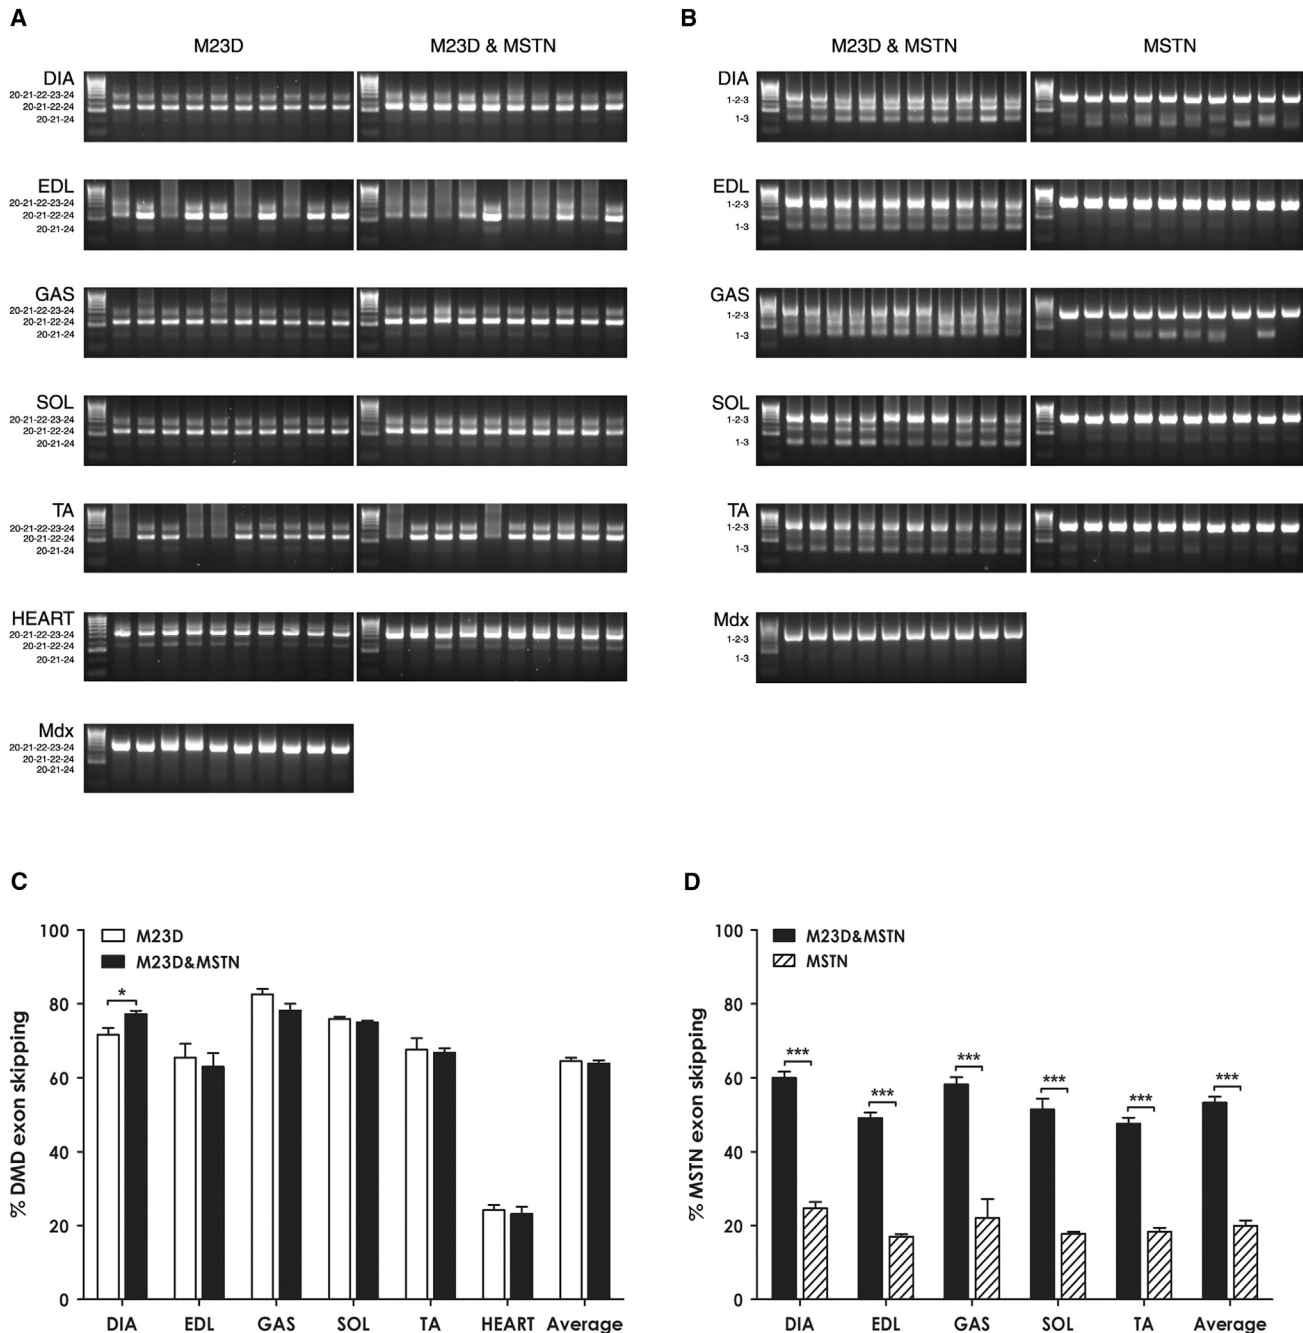 A
B
M23D
M23D & MSTN
M23D & MSTN
MSTN
DIA
20-21-22-23-24
20-21-22-24
20-21-24
DIA
1-2-3
1-3
EDL
20-21-22-23-24
20-21-22-24
20-21-24
EDL
1-2-3
1-3
GAS
20-21-22-23-24
20-21-22-24
20-21-24
GAS
1-2-3
1-3
SOL
20-21-22-23-24
20-21-22-24
20-21-24
SOL
1-2-3
1-3
TA
20-21-22-23-24
20-21-22-24
20-21-24
TA
1-2-3
1-3
HEART
20-21-22-23-24
20-21-22-24
20-21-24
Mdx
1-2-3
1-3
Mdx
20-21-22-23-24
20-21-22-24
20-21-24
C
% DMD exon skipping
100
80
60
40
20
0
M23D
M23D&MSTN
*
DIA EDL GAS SOL TA HEART Average
D
% MSTN exon skipping
100
80
60
40
20
0
M23D&MSTN
MSTN
*** *** *** *** *** ***
DIA EDL GAS SOL TA Average